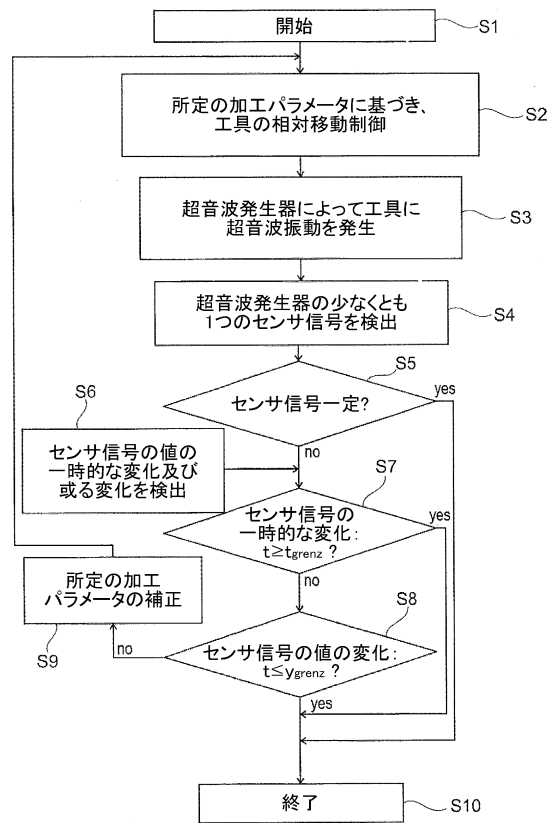 開始
S1
所定の加工パラメータに基づき、
工具の相対移動制御
S2
超音波発生器によって工具に
超音波振動を発生
S3
超音波発生器の少なくとも
1つのセンサ信号を検出
S4
S5
センサ信号一定?
yes
no
S6
センサ信号の値の
一時的な変化及び
或る変化を検出
S7
センサ信号の
一時的な変化:
t≥tgrenz ?
yes
no
所定の加工
パラメータの補正
S9
S8
センサ信号の値の変化:
t≤ygrenz ?
no
yes
終了
S10